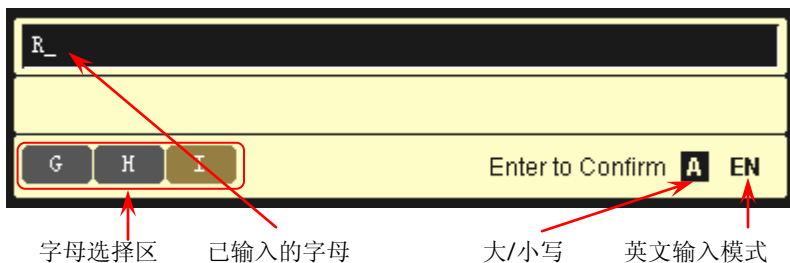 R_
G H I Enter to Confirm A EN
字母选择区 已输入的字母 大/小写 英文输入模式